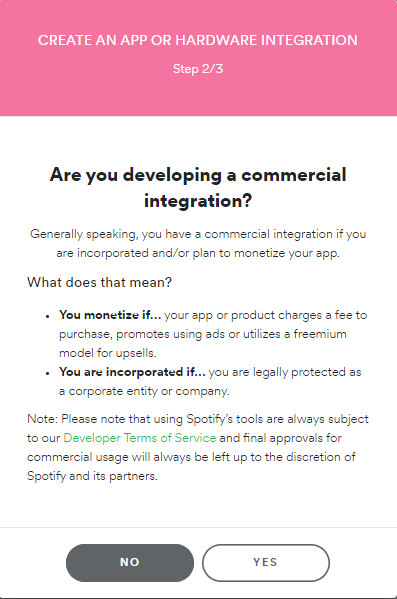 CREATE AN APP OR HARDWARE INTEGRATION
Step 2/3
Are you developing a commercial
integration?
Generally speaking, you have a commercial integration if you
are incorporated and/or plan to monetize your app.
What does that mean?
• You monetize if... your app or product charges a fee to
purchase, promotes using ads or utilizes a freemium
model for upsells.
• You are incorporated if... you are legally protected as
a corporate entity or company.
Note: Please note that using Spotify's tools are always subject
to our Developer Terms of Service and final approvals for
commercial usage will always be left up to the discretion of
Spotify and its partners.
NO YES